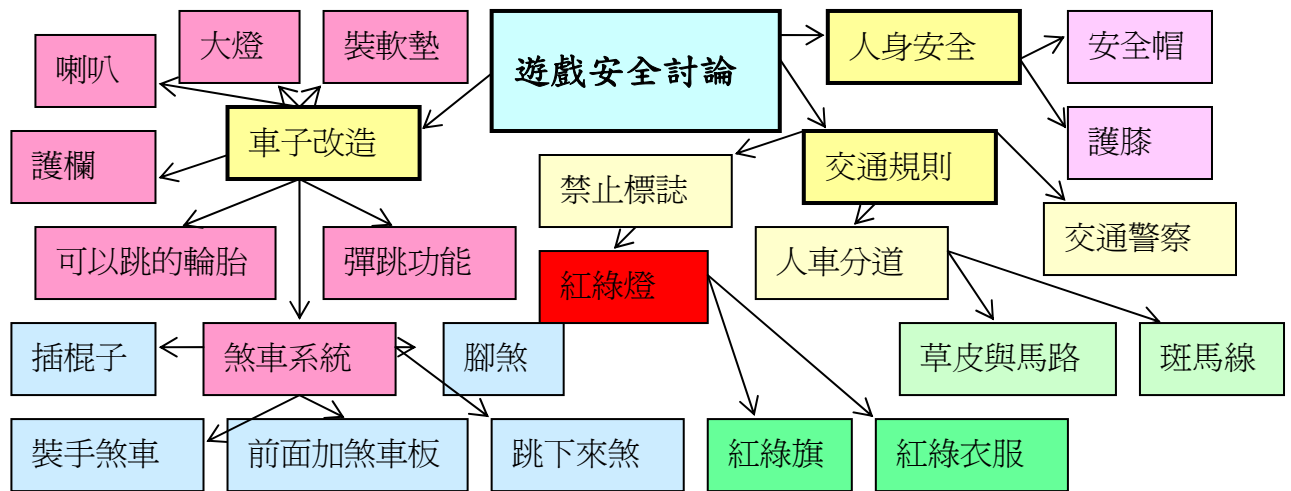 遊戲安全討論
人身安全
安全帽
護膝
大燈
裝軟墊
喇叭
車子改造
護欄
可以跳的輪胎
彈跳功能
交通規則
禁止標誌
交通警察
紅綠燈
人車分道
插棍子
煞車系統
腳煞
草皮與馬路
斑馬線
裝手煞車
前面加煞車板
跳下來煞
紅綠旗
紅綠衣服